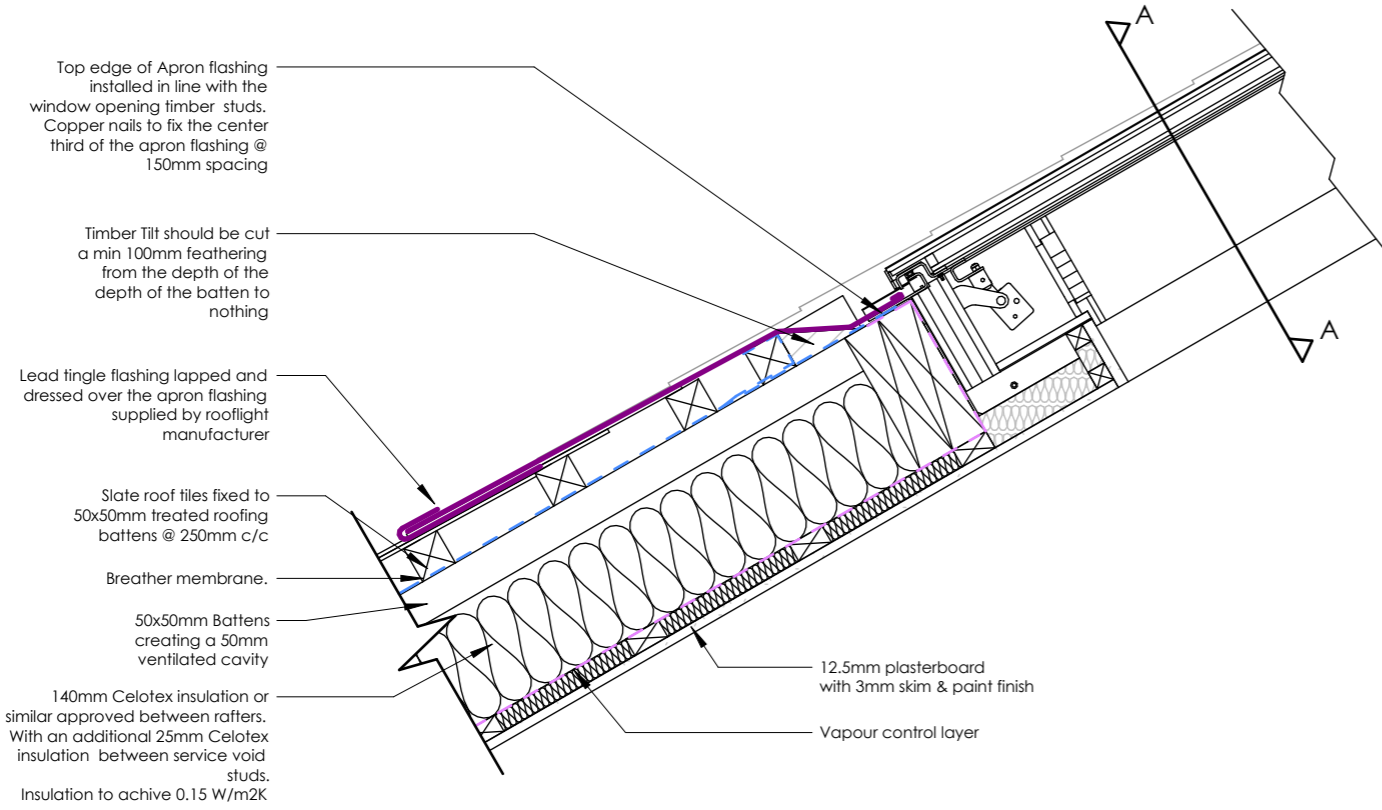 Top edge of Apron flashing
installed in line with the
window opening timber studs.
Copper nails to fix the center
third of the apron flashing @
150mm spacing
Timber Tilt should be cut
a min 100mm feathering
from the depth of the
depth of the batten to
nothing
Lead tingle flashing lapped and
dressed over the apron flashing
supplied by rooflight
manufacturer
Slate roof tiles fixed to
50x50mm treated roofing
battens @ 250mm c/c
Breather membrane.
50x50mm Battens
creating a 50mm
ventilated cavity
140mm Celotex insulation or
similar approved between rafters.
With an additional 25mm Celotex
insulation between service void
studs.
Insulation to achive 0.15 W/m2K
A
A
12.5mm plasterboard
with 3mm skim & paint finish
Vapour control layer